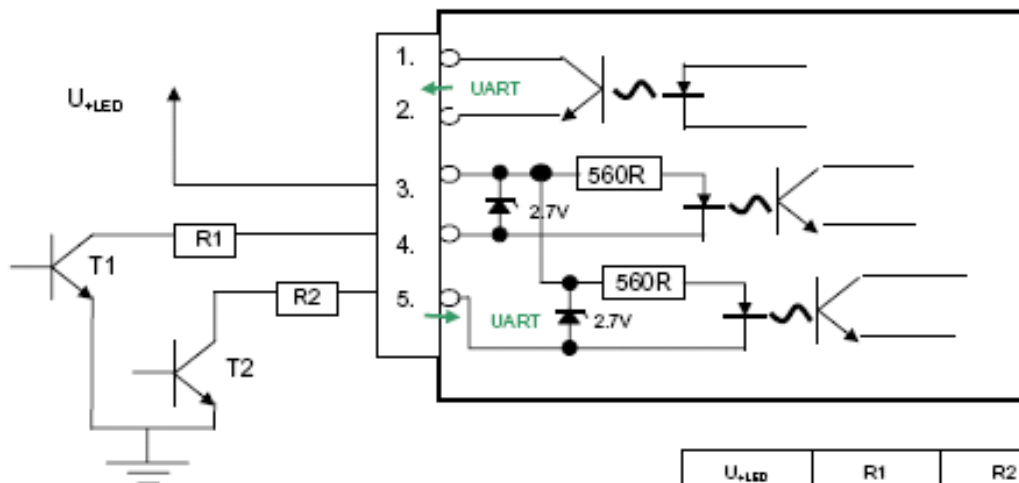 1.
UART
U+LED
2.
3.
560R
2.7V
R1
4.
T1
560R
R2
5.
UART
2.7V
T2
U+LED R1 R2